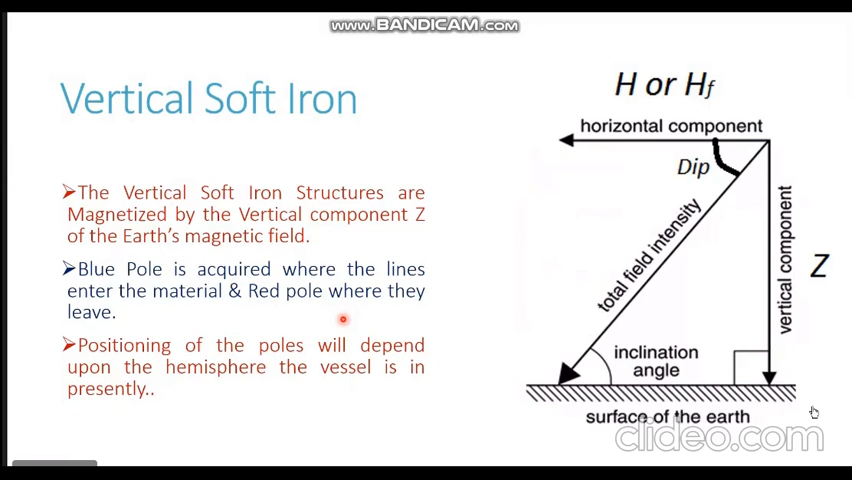 www.BANDICAM.com
Vertical Soft Iron
H or Hf
horizontal component
Dip
➢The Vertical Soft Iron Structures are
Magnetized by the Vertical component Z
of the Earth's magnetic field.
➢Blue Pole is acquired where the lines
enter the material & Red pole where they
leave.
➢Positioning of the poles will depend
upon the hemisphere the vessel is in
presently..
total field intensity
vertical component
Z
inclination
angle
surface of the earth
clideo.com